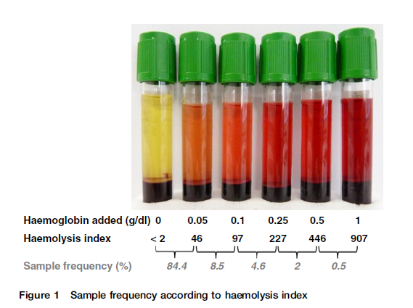 Haemoglobin added (g/dl) 0 0.05 0.1 0.25 0.5 1
Haemolysis index < 2 46 97 227 446 907
Sample frequency (%) 84.4 8.5 4.6 2 0.5
Figure 1 Sample frequency according to haemolysis index